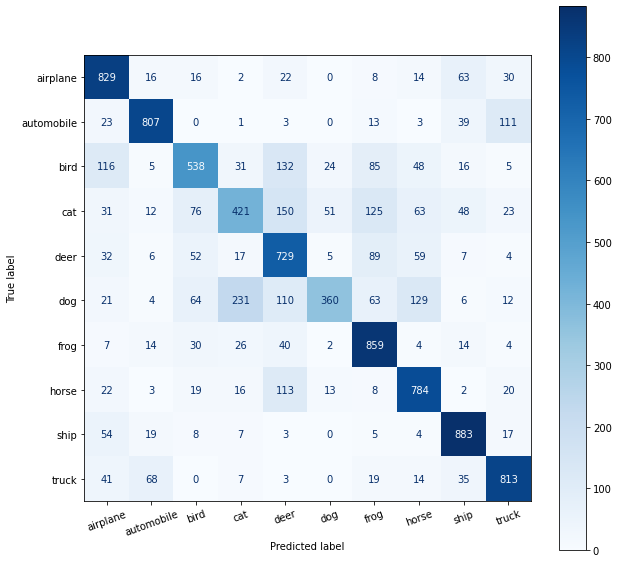 airplane 829 16 16 2 22 0 8 14 63 30
automobile 23 807 0 1 3 0 13 3 39 111
bird 116 5 538 31 132 24 85 48 16 5
cat 31 12 76 421 150 51 125 63 48 23
deer 32 6 52 17 729 5 89 59 7 4
dog 21 4 64 231 110 360 63 129 6 12
frog 7 14 30 26 40 2 859 4 14 4
horse 22 3 19 16 113 13 8 784 2 20
ship 54 19 8 7 3 0 5 4 883 17
truck 41 68 0 7 3 0 19 14 35 813
airplane automobile bird cat deer dog frog horse ship truck
Predicted label
True label
800
700
600
500
400
300
200
100
0